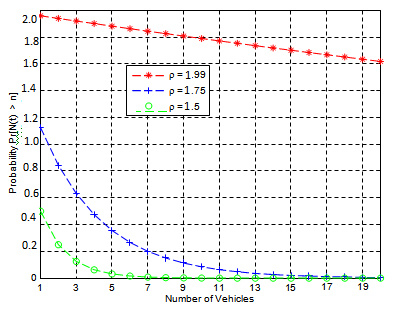 2.0
1.8
1.6
1.4
1.2
1.0
0.8
0.6
0.4
0.2
0
Probability Pr[N(t) > n]
ρ = 1.99
ρ = 1.75
ρ = 1.5
1 3 5 7 9 11 13 15 17 19
Number of Vehicles